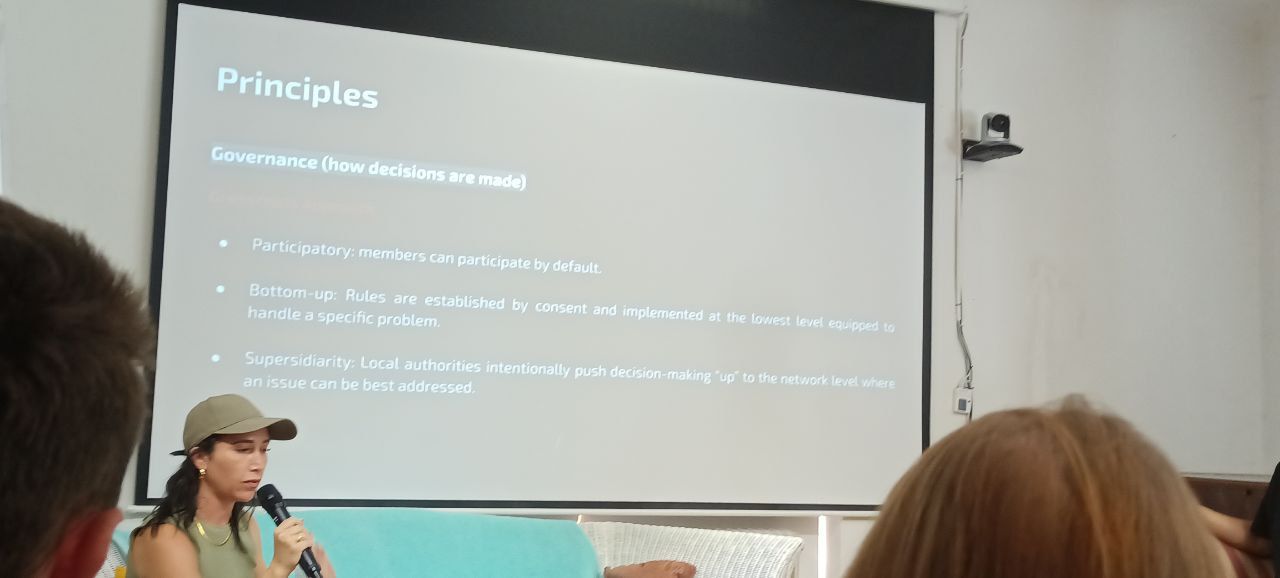 Principles
Governance (how decisions are made)
● Participatory: members can participate by default.
● Bottom-up: Rules are established by consent and implemented at the lowest level equipped to
handle a specific problem.
● Supersidiarity: Local authorities intentionally push decision-making "up" to the network level where
an issue can be best addressed.